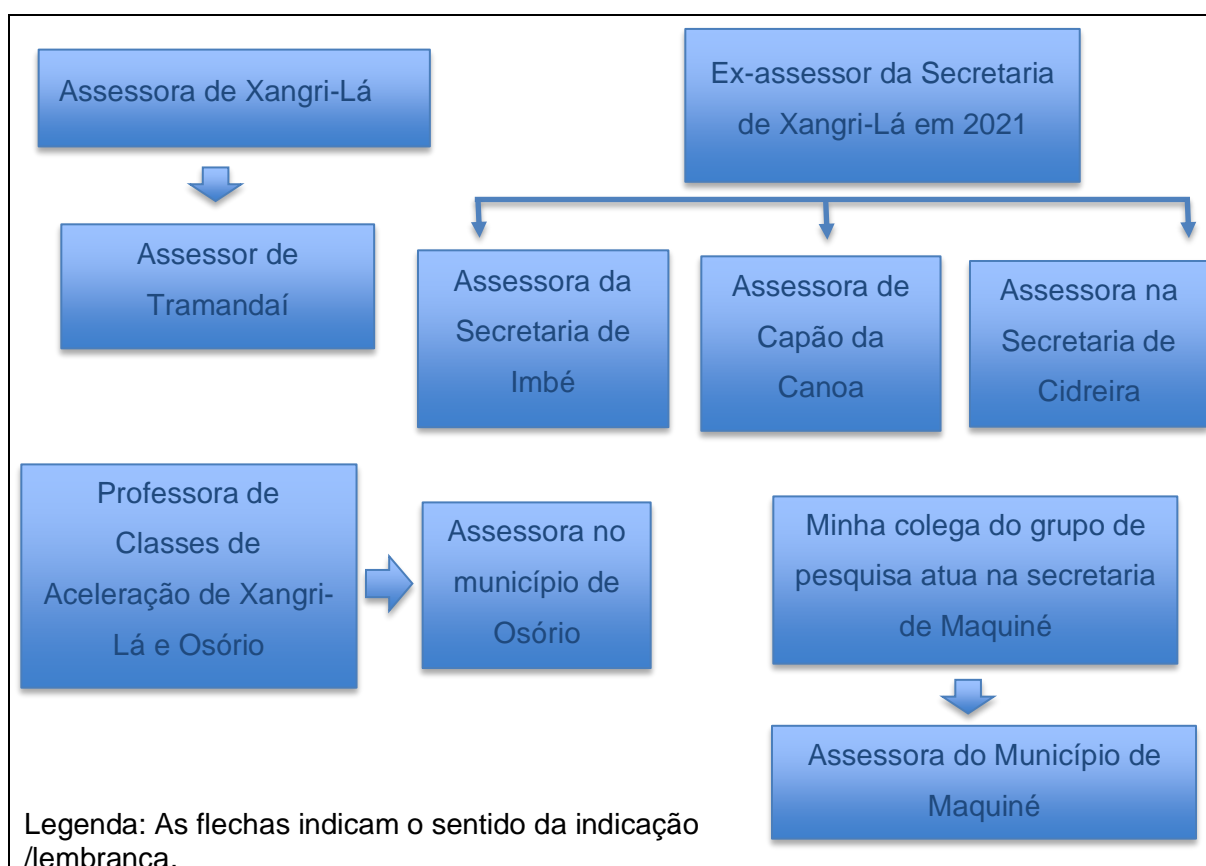 Assessora de Xangri-Lá
Ex-assessor da Secretaria
de Xangri-Lá em 2021
Assessor de
Tramandaí
Assessora da
Secretaria de
Imbé
Assessora de
Capão da
Canoa
Assessora na
Secretaria de
Cidreira
Professora de
Classes de
Aceleração de Xangri-
Lá e Osório
Assessora no
município de
Osório
Minha colega do grupo de
pesquisa atua na secretaria
de Maquiné
Assessora do Município de
Maquiné
Legenda: As flechas indicam o sentido da indicação
/lembrança.